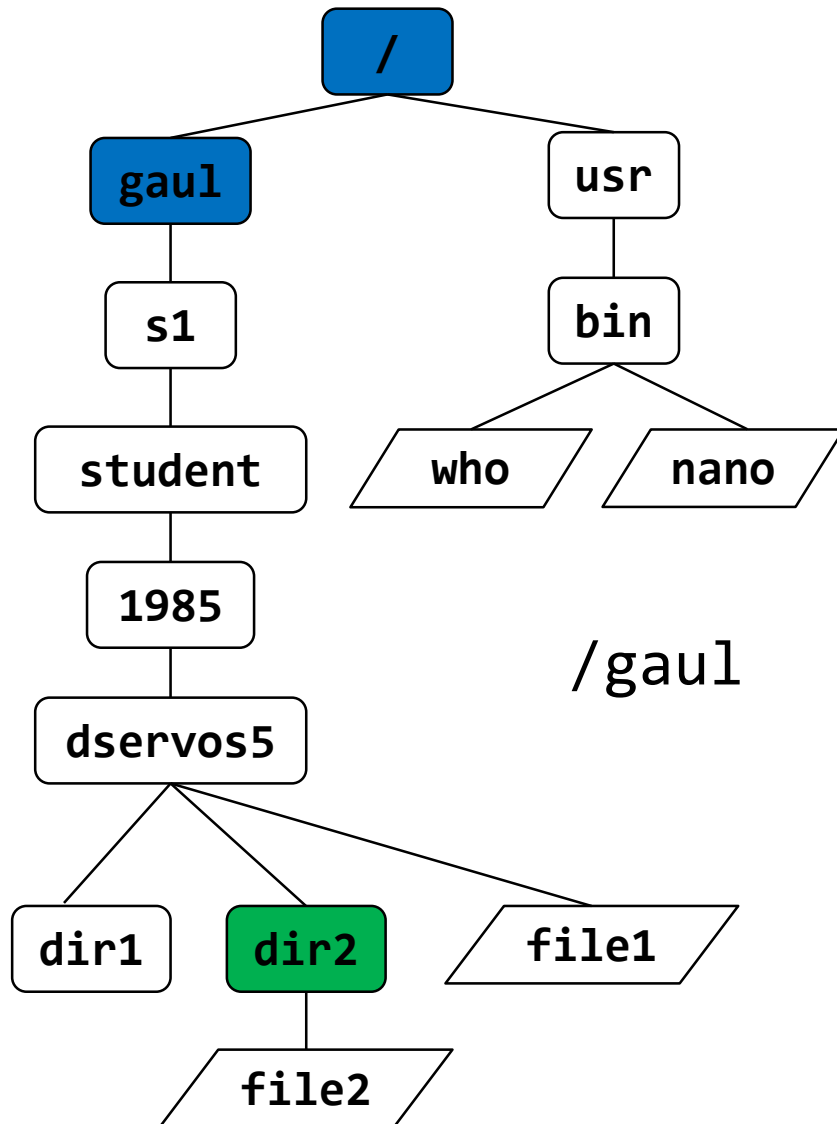 /
gaul
usr
s1
bin
student
who
nano
1985
/gaul
dservos5
dir1
dir2
file1
file2